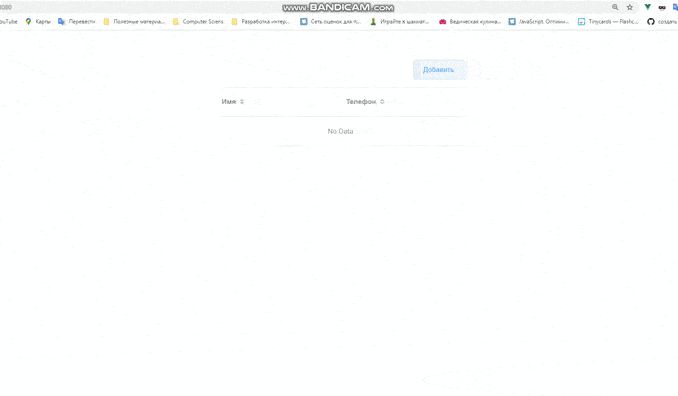 www.BANDICAM.com
8080
ouTube Карты Перевести Полезные материа... Computer Sciens Разработка интер... Сеть оценок для п... Играйте в шахмат... Ведическая кулина... JavaScript. Оптими... Tinycards — Flashc... создать
Добавить
Имя Телефон
No Data